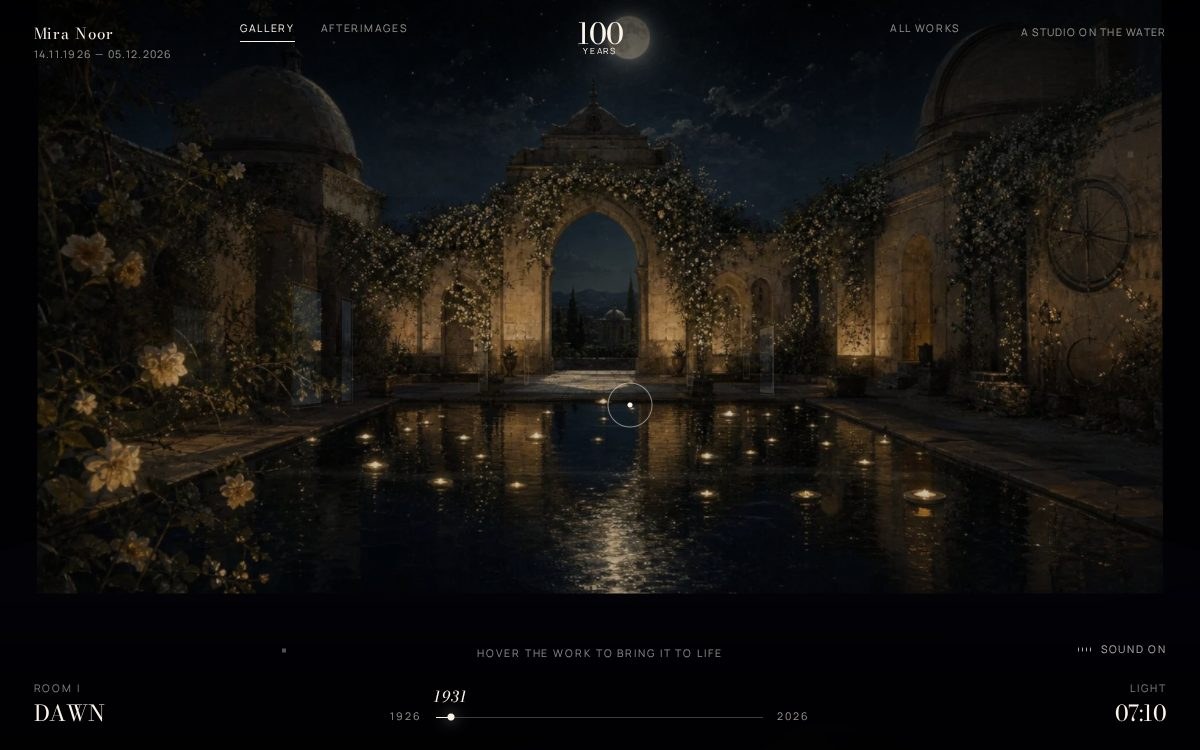 Mira Noor
14.11.1926 — 05.12.2026
GALLERY
AFTERIMAGES
100
YEARS
ALL WORKS
A STUDIO ON THE WATER
HOVER THE WORK TO BRING IT TO LIFE
SOUND ON
ROOM I
DAWN
1931
1926
2026
LIGHT
07:10